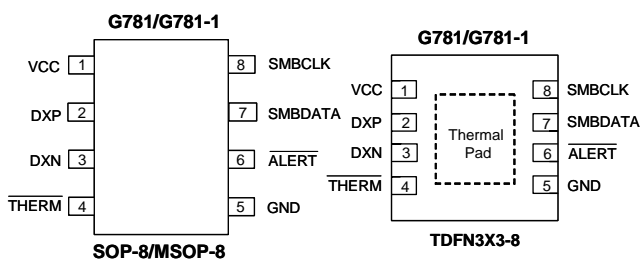 G781/G781-1
VCC 1 8 SMBCLK
DXP 2 7 SMBDATA
DXN 3 6 ALERT
THERM 4 5 GND
SOP-8/MSOP-8
G781/G781-1
VCC 1 8 SMBCLK
DXP 2 7 SMBDATA
DXN 3 6 ALERT
THERM 4 5 GND
Thermal
Pad
TDFN3X3-8